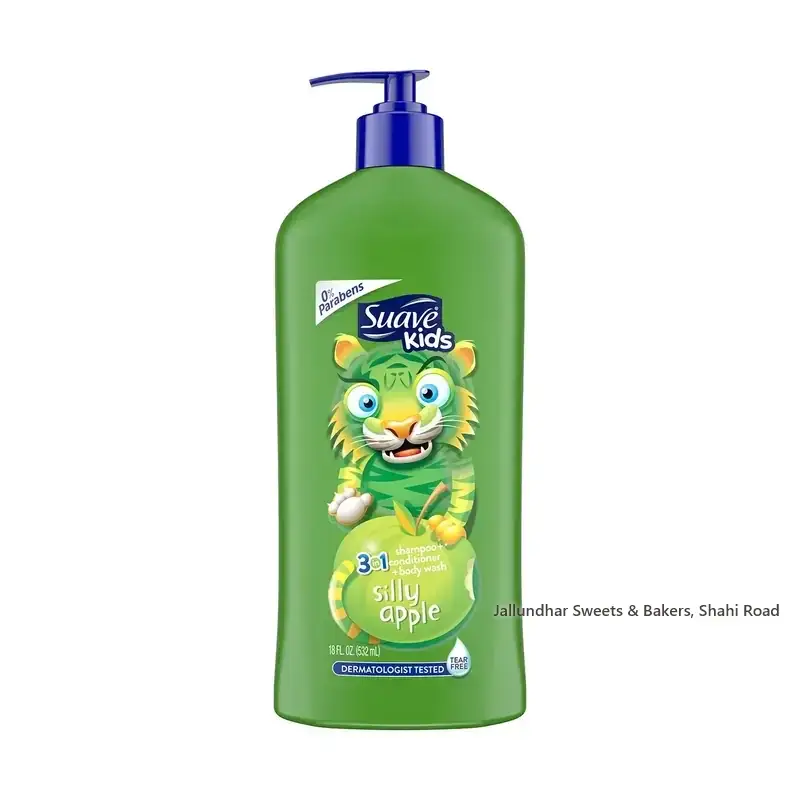 0%
Parabens
Suave
Kids
3in1
shampoo+
conditioner
+body wash
silly
apple
Jallundhar Sweets & Bakers, Shahi Road
18 FL. OZ. (532 mL)
DERMATOLOGIST TESTED
TEAR
FREE